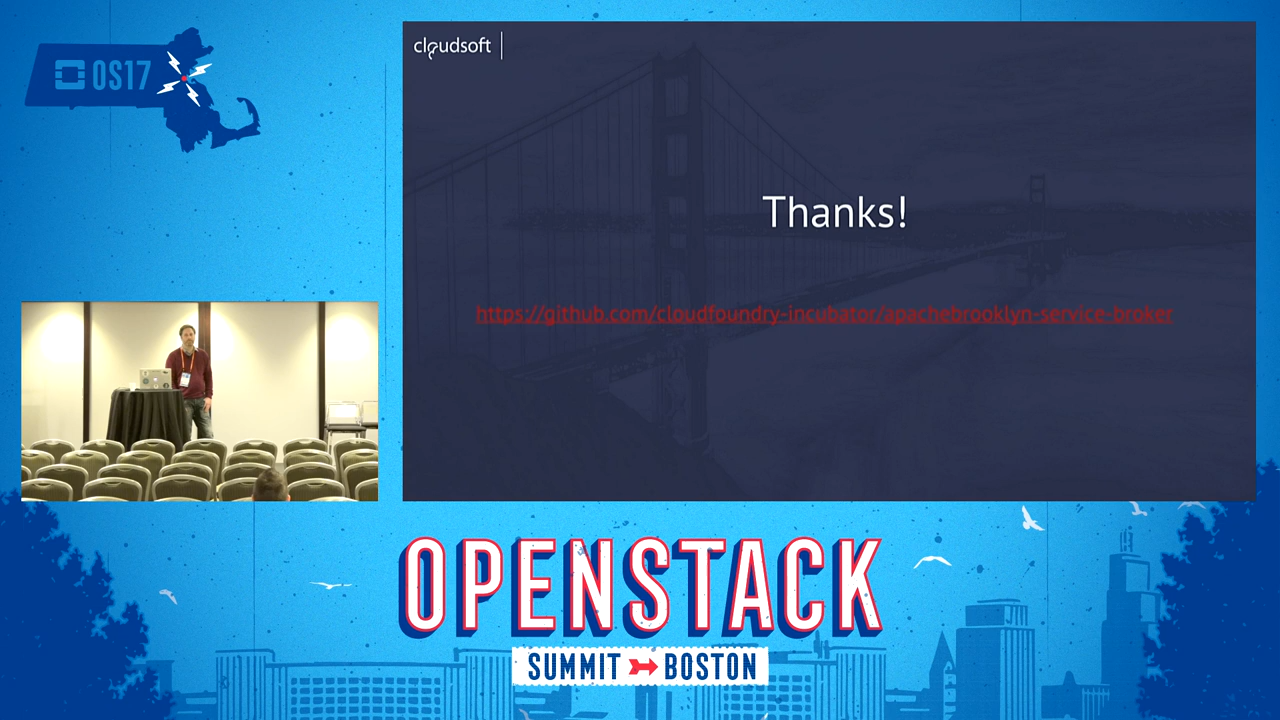 OS17
cloudsoft
Thanks!
https://github.com/cloudfoundry-incubator/apachebrooklyn-service-broker
OPENSTACK
SUMMIT BOSTON